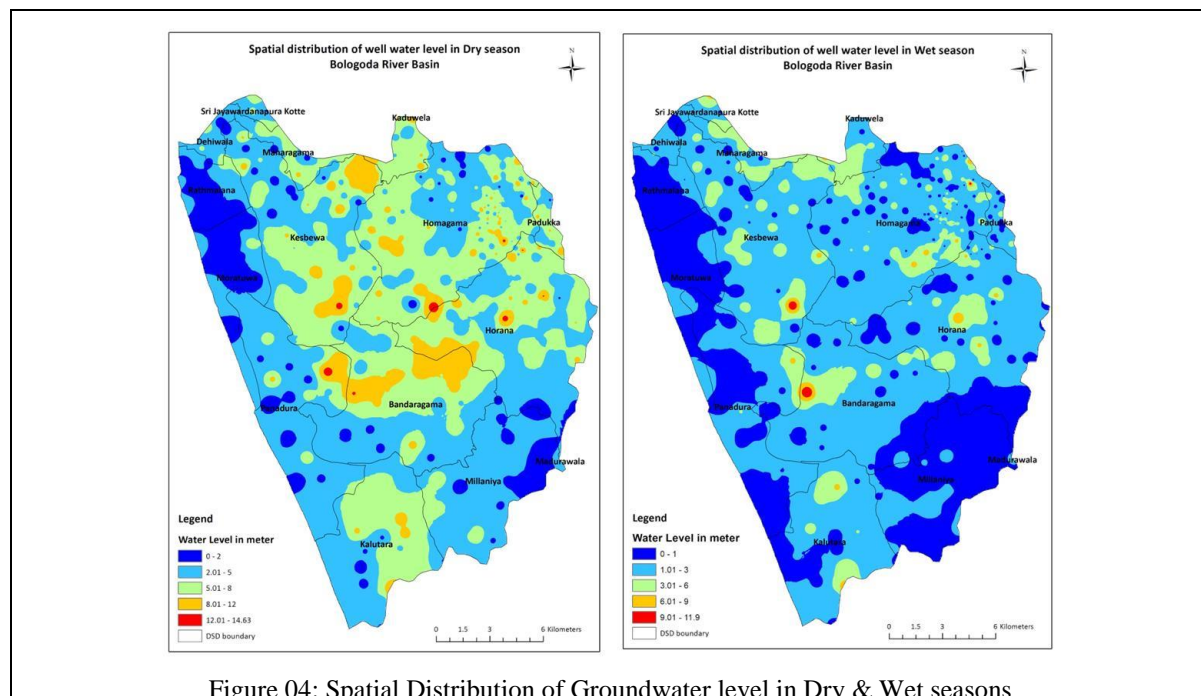 Spatial distribution of well water level in Dry season
Bologoda River Basin
N
Sri Jayawardanapura Kotte
Kaduwela
Dehiwala
Maharagama
Rathmalana
Homagama
Padukka
Kesbewa
Moratuwa
Horana
Panadura
Bandaragama
Madurawala
Millaniya
Kalutara
Legend
Water Level in meter
0 - 2
2.01 - 5
5.01 - 8
8.01 - 12
12.01 - 14.63
DSD boundary
0 1.5 3 6 Kilometers
Spatial distribution of well water level in Wet season
Bologoda River Basin
N
Sri Jayawardanapura Kotte
Kaduwela
Dehiwala
Maharagama
Rathmalana
Homagama
Padukka
Kesbewa
Moratuwa
Horana
Panadura
Bandaragama
Madurawala
Millaniya
Kalutara
Legend
Water Level in meter
0 - 1
1.01 - 3
3.01 - 6
6.01 - 9
9.01 - 11.9
DSD boundary
0 1.5 3 6 Kilometers
Figure 04: Spatial Distribution of Groundwater level in Dry & Wet seasons